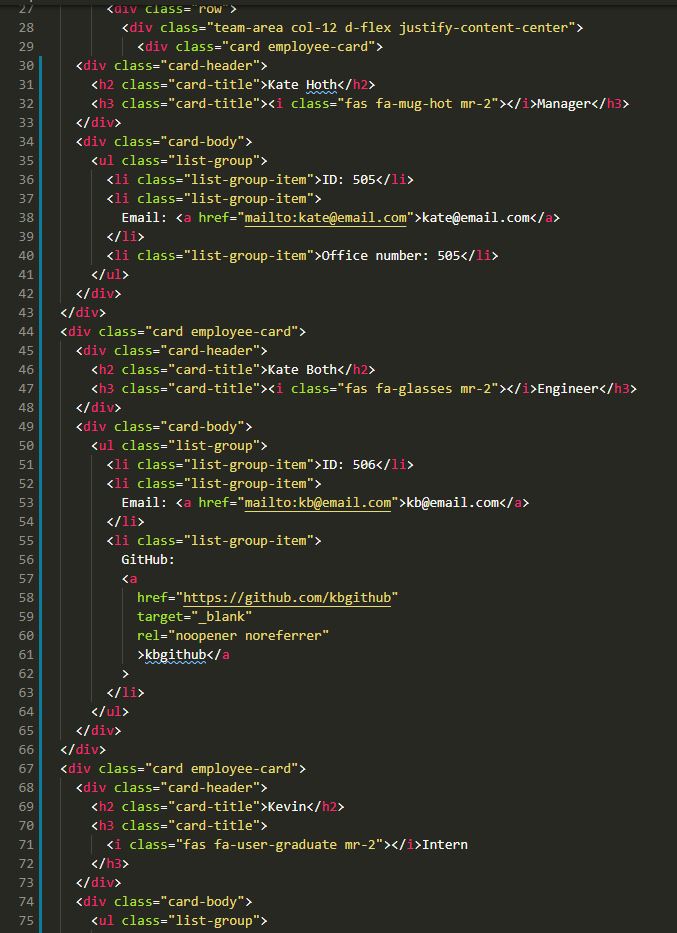 27 <div class="row">
28 <div class="team-area col-12 d-flex justify-content-center">
29 <div class="card employee-card">
30 <div class="card-header">
31 <h2 class="card-title">Kate Hoth</h2>
32 <h3 class="card-title"><i class="fas fa-mug-hot mr-2"></i>Manager</h3>
33 </div>
34 <div class="card-body">
35 <ul class="list-group">
36 <li class="list-group-item">ID: 505</li>
37 <li class="list-group-item">
38 Email: <a href="mailto:kate@email.com">kate@email.com</a>
39 </li>
40 <li class="list-group-item">Office number: 505</li>
41 </ul>
42 </div>
43 </div>
44 <div class="card employee-card">
45 <div class="card-header">
46 <h2 class="card-title">Kate Both</h2>
47 <h3 class="card-title"><i class="fas fa-glasses mr-2"></i>Engineer</h3>
48 </div>
49 <div class="card-body">
50 <ul class="list-group">
51 <li class="list-group-item">ID: 506</li>
52 <li class="list-group-item">
53 Email: <a href="mailto:kb@email.com">kb@email.com</a>
54 </li>
55 <li class="list-group-item">
56 GitHub:
57 <a
58 href="https://github.com/kbgithub"
59 target="_blank"
60 rel="noopener noreferrer"
61 >kbgithub</a
62 >
63 </li>
64 </ul>
65 </div>
66 </div>
67 <div class="card employee-card">
68 <div class="card-header">
69 <h2 class="card-title">Kevin</h2>
70 <h3 class="card-title">
71 <i class="fas fa-user-graduate mr-2"></i>Intern
72 </h3>
73 </div>
74 <div class="card-body">
75 <ul class="list-group">